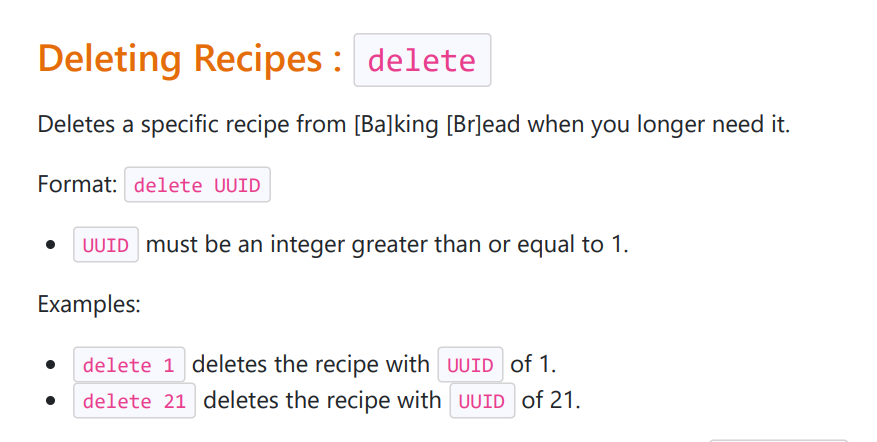 Deleting Recipes : delete
Deletes a specific recipe from [Ba]king [Br]ead when you longer need it.
Format: delete UUID
• UUID must be an integer greater than or equal to 1.
Examples:
• delete 1 deletes the recipe with UUID of 1.
• delete 21 deletes the recipe with UUID of 21.